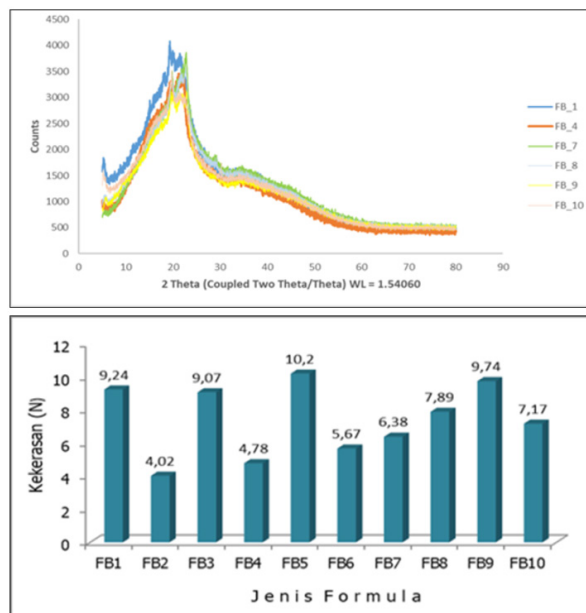 4500
4000
3500
3000
2500
2000
1500
1000
500
0
Counts
0 10 20 30 40 50 60 70 80 90
2 Theta (Coupled Two Theta/Theta) WL = 1.54060
FB_1
FB_4
FB_7
FB_8
FB_9
FB_10
12
10
8
6
4
2
0
Kekerasan (N)
9,24 4,02 9,07 4,78 10,2 5,67 6,38 7,89 9,74 7,17
FB1 FB2 FB3 FB4 FB5 FB6 FB7 FB8 FB9 FB10
Jenis Formula